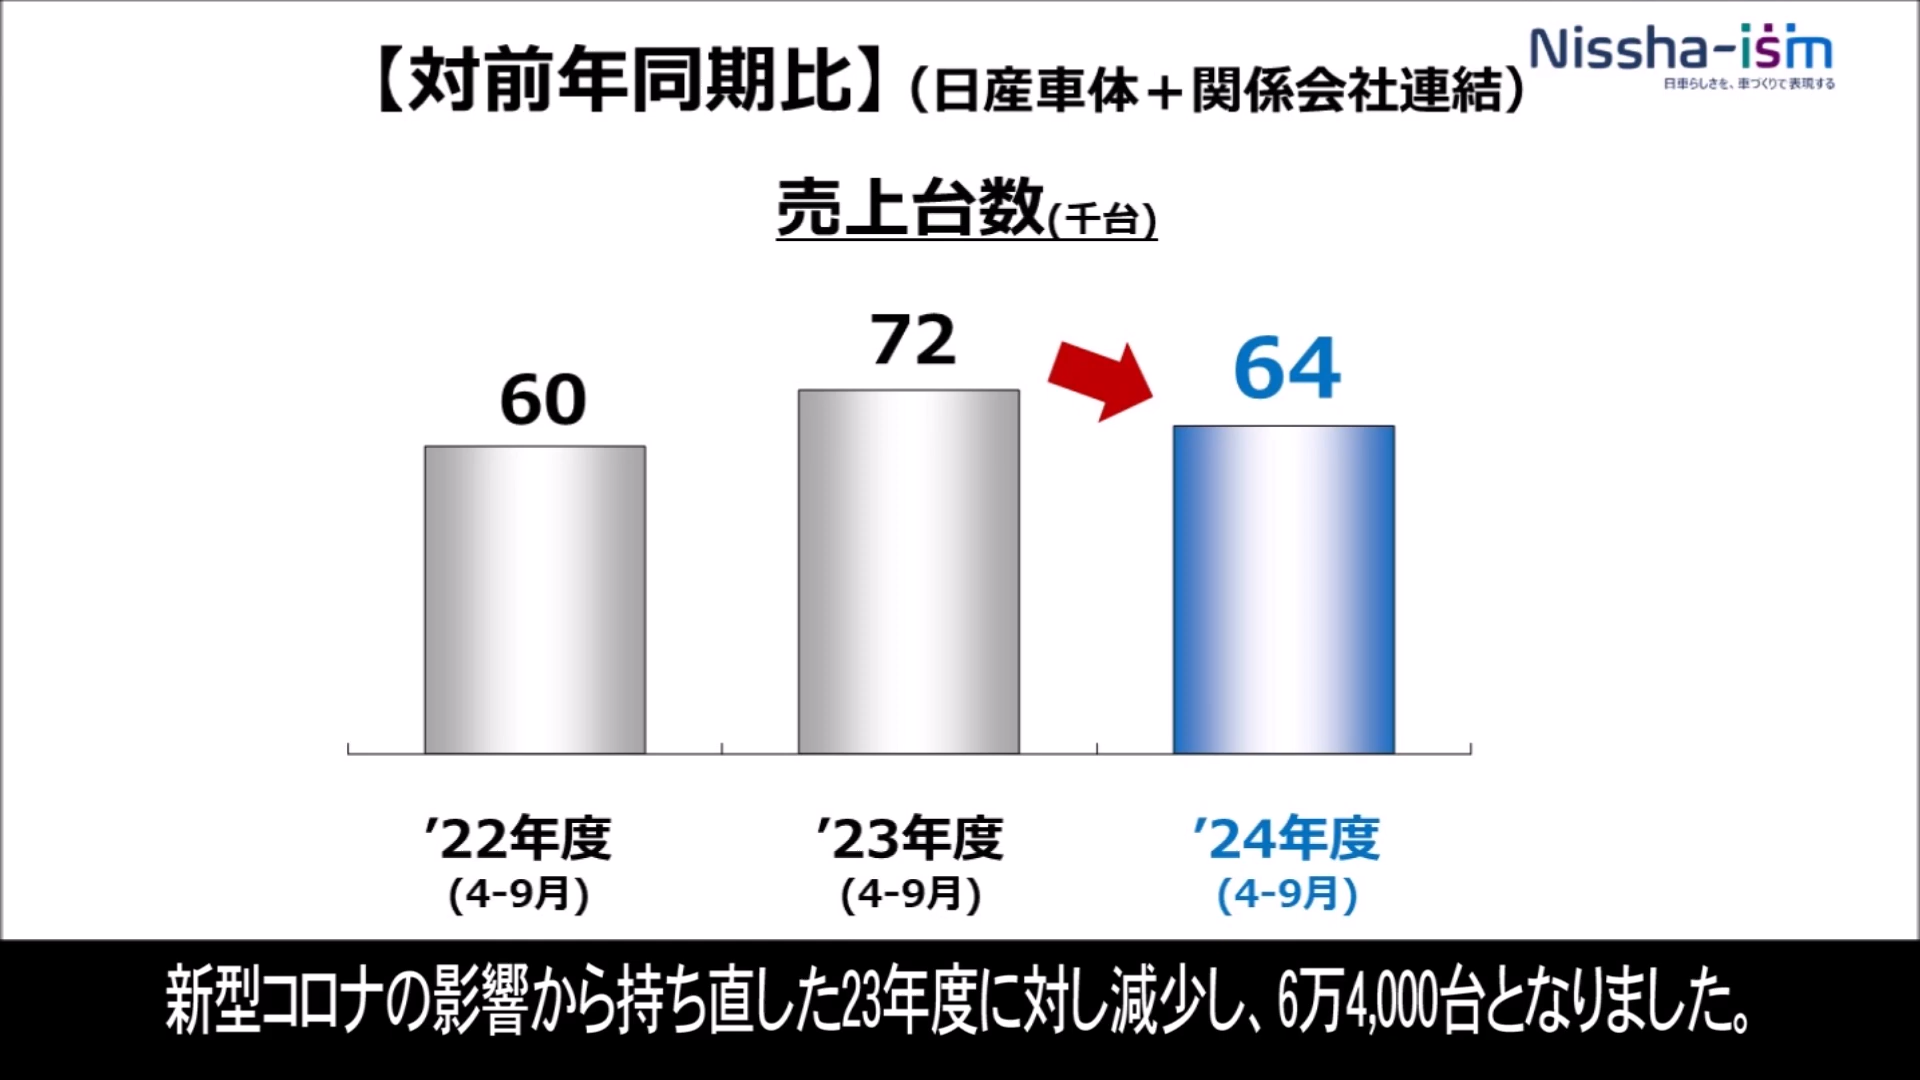 【対前年同期比】（日産車体＋関係会社連結）
Nissha-ism
日車らしさを、車づくりで表現する
売上台数(千台)
60
72
64
’22年度
(4-9月)
’23年度
(4-9月)
’24年度
(4-9月)
新型コロナの影響から持ち直した23年度に対し減少し、6万4,000台となりました。